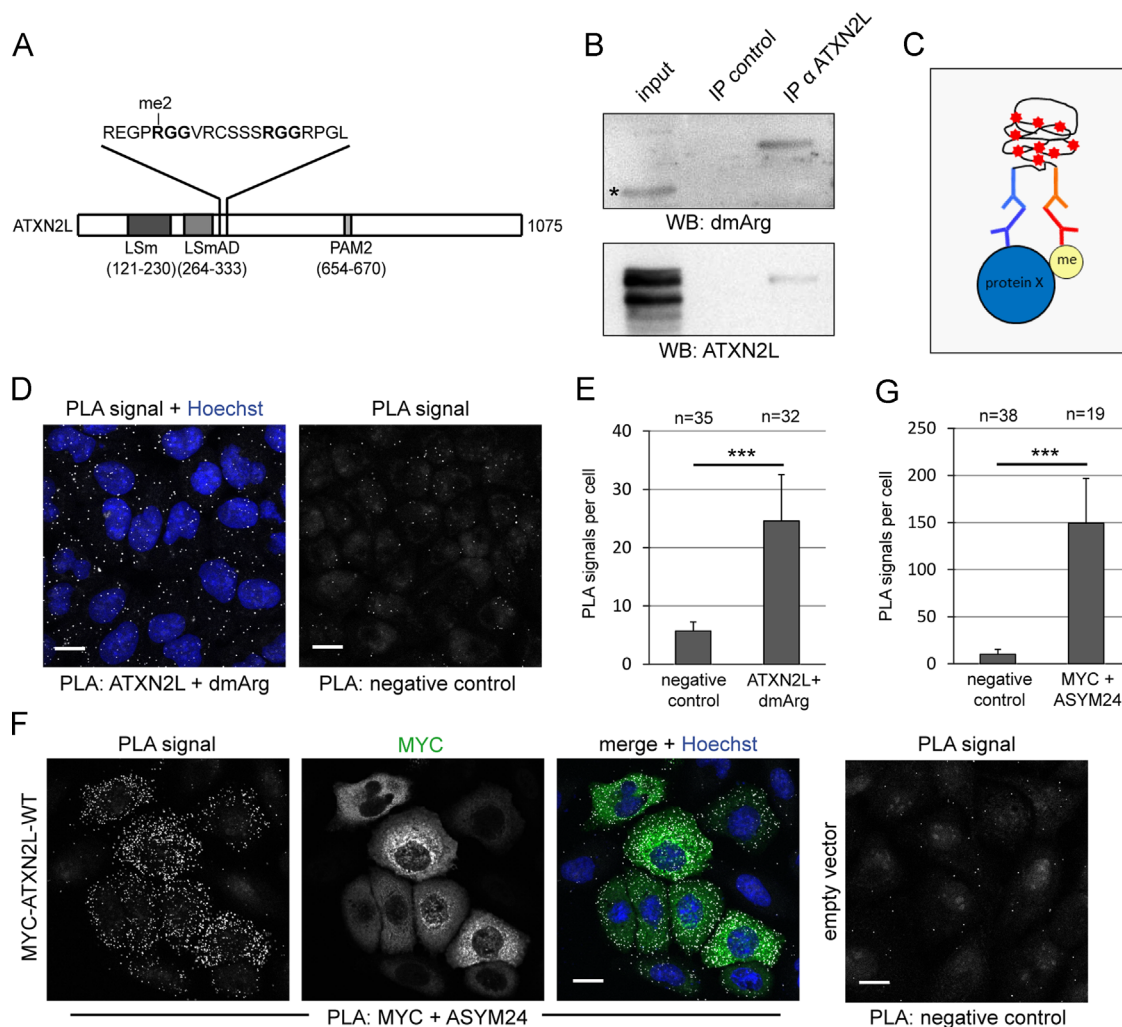 A
me2
REGPRGGVRCSSSRGGRPGL
ATXN2L
1075
LSm
(121-230)
LSmAD
(264-333)
PAM2
(654-670)
B
input
IP control
IP α ATXN2L
*
WB: dmArg
WB: ATXN2L
C
protein X
me
D
PLA signal + Hoechst
PLA signal
PLA: ATXN2L + dmArg
PLA: negative control
E
n=35
n=32
***
PLA signals per cell
40
30
20
10
0
negative
control
ATXN2L+
dmArg
G
n=38
n=19
***
PLA signals per cell
250
200
150
100
50
0
negative
control
MYC +
ASYM24
F
PLA signal
MYC
merge + Hoechst
PLA signal
MYC-ATXN2L-WT
empty vector
PLA: MYC + ASYM24
PLA: negative control